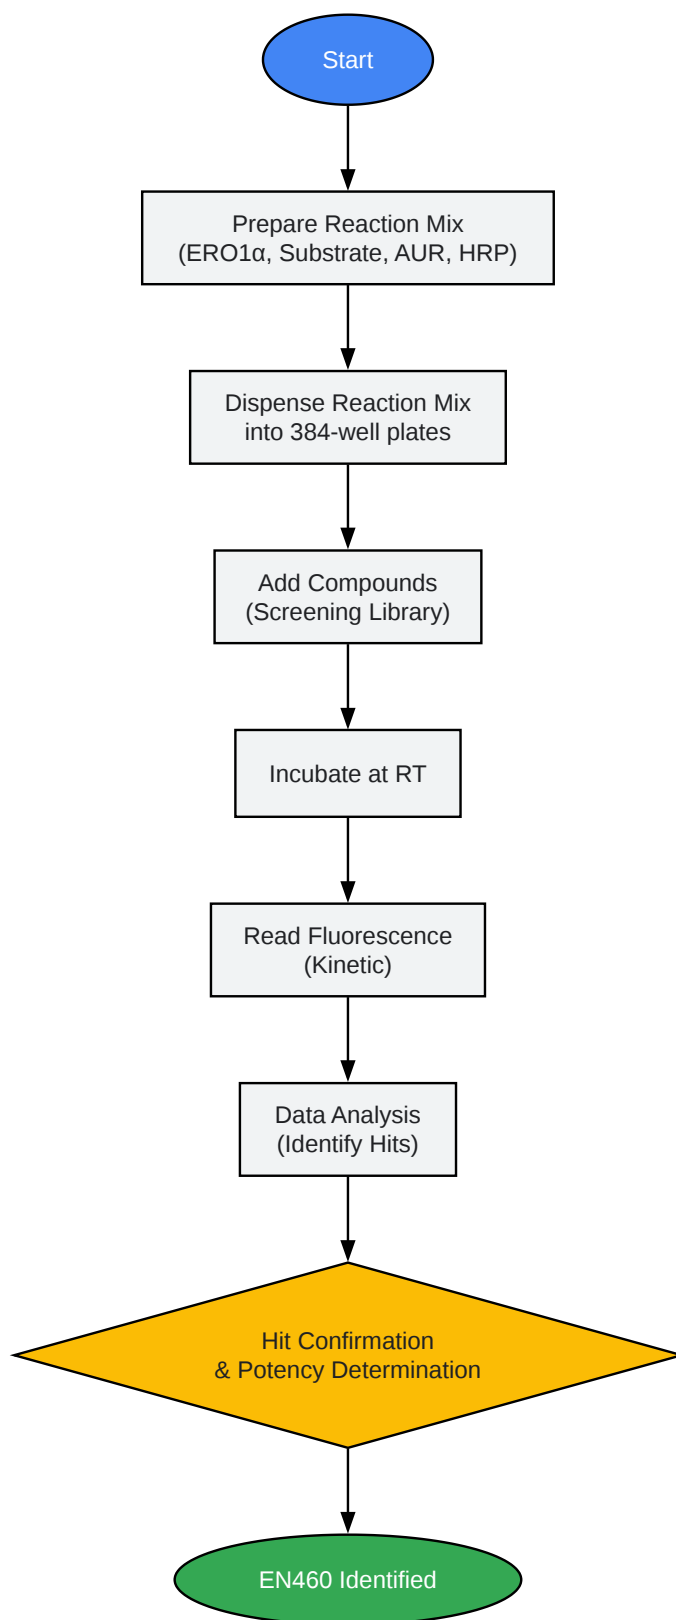 Start
Prepare Reaction Mix
(ERO1α, Substrate, AUR, HRP)
Dispense Reaction Mix
into 384-well plates
Add Compounds
(Screening Library)
Incubate at RT
Read Fluorescence
(Kinetic)
Data Analysis
(Identify Hits)
Hit Confirmation
& Potency Determination
EN460 Identified